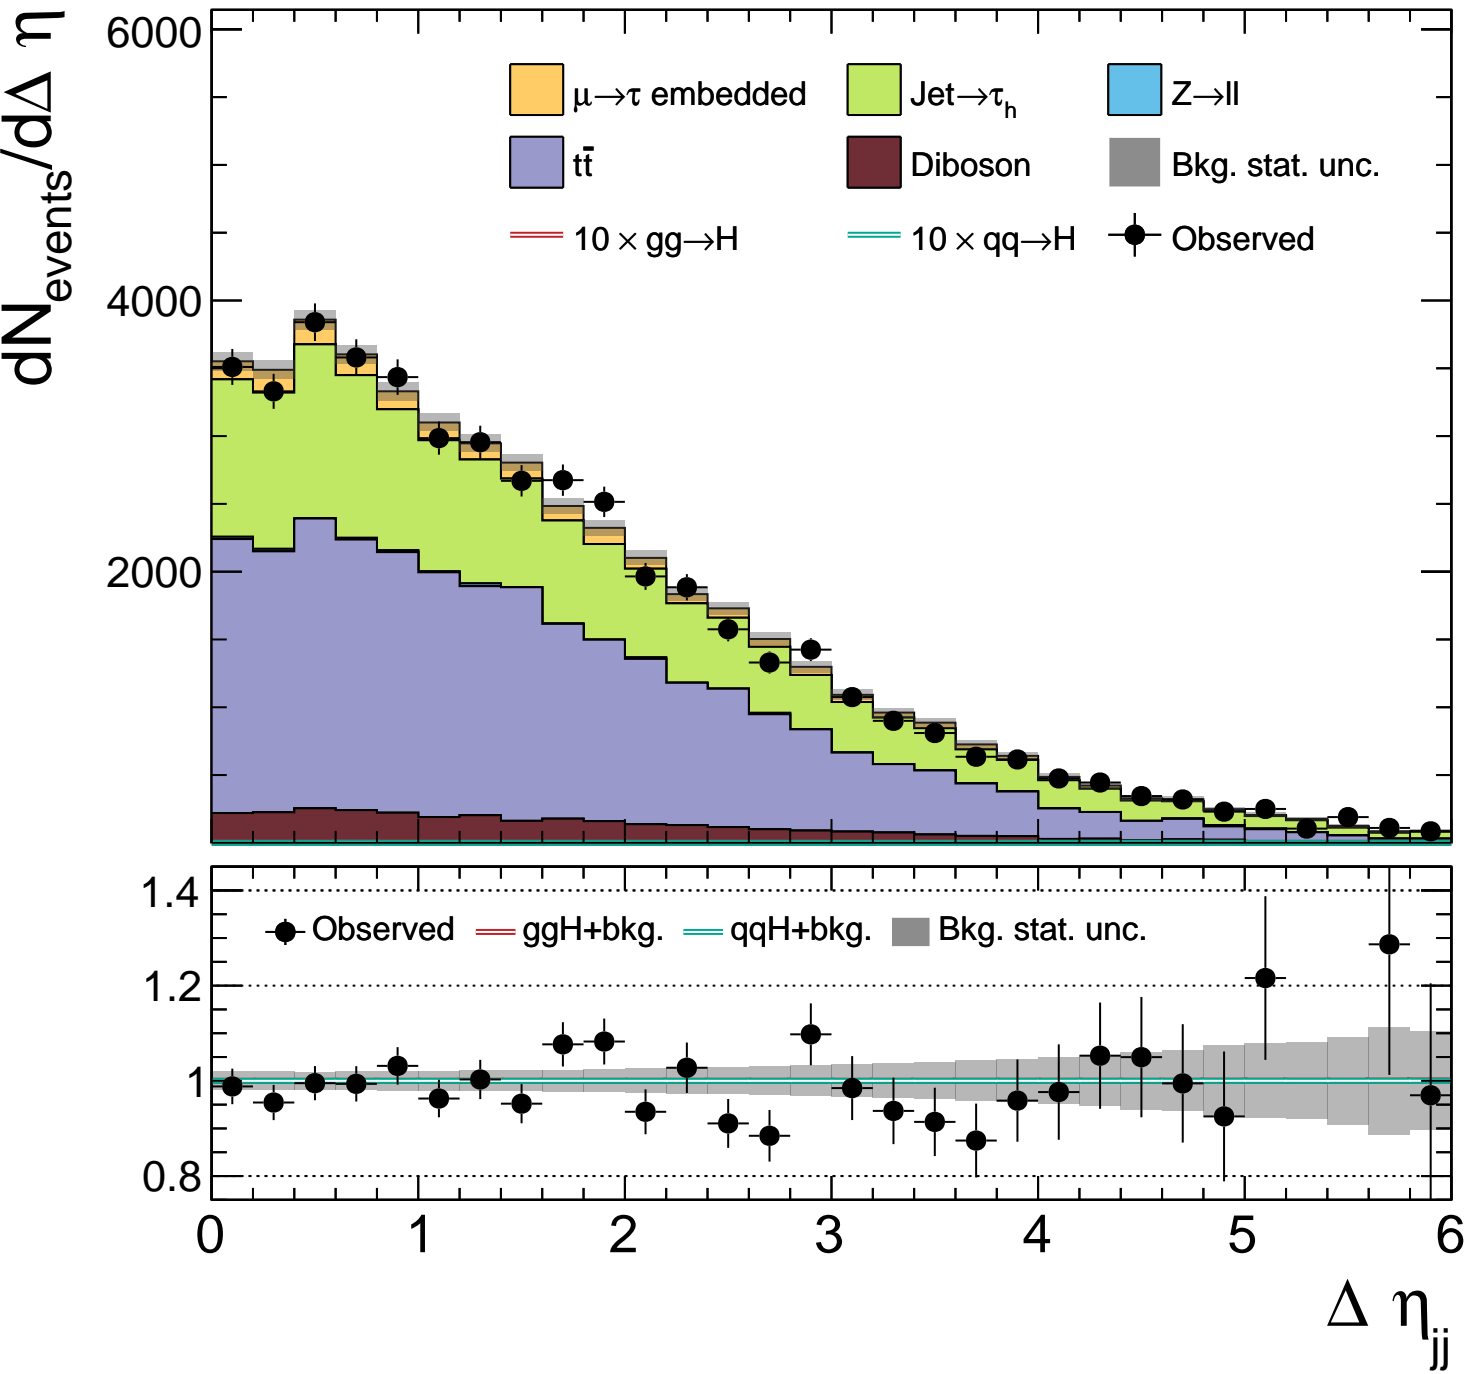 dN_events/dΔ η
6000
4000
2000
μ→τ embedded
Jet→τ_h
Z→ll
tt̄
Diboson
Bkg. stat. unc.
10 × gg→H
10 × qq→H
Observed
1.4
1.2
1
0.8
Observed
ggH+bkg.
qqH+bkg.
Bkg. stat. unc.
0 1 2 3 4 5 6
Δ η_jj